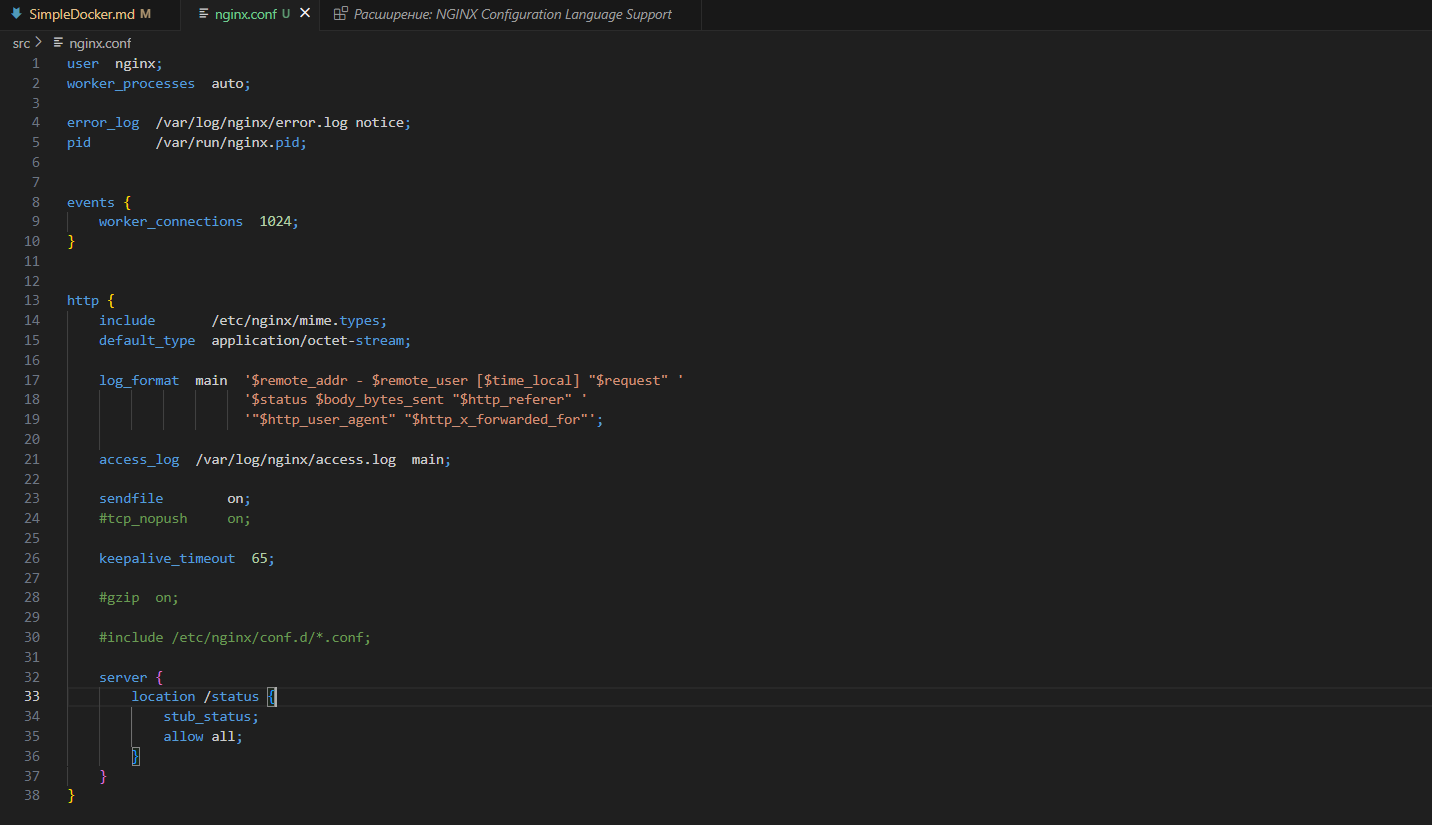 SimpleDocker.md M nginx.conf U Расширение: NGINX Configuration Language Support
src > nginx.conf
1 user  nginx;
2 worker_processes  auto;
3
4 error_log  /var/log/nginx/error.log notice;
5 pid        /var/run/nginx.pid;
6
7
8 events {
9     worker_connections  1024;
10 }
11
12
13 http {
14     include       /etc/nginx/mime.types;
15     default_type  application/octet-stream;
16
17     log_format  main  '$remote_addr - $remote_user [$time_local] "$request" '
18                       '$status $body_bytes_sent "$http_referer" '
19                       '"$http_user_agent" "$http_x_forwarded_for"';
20
21     access_log  /var/log/nginx/access.log  main;
22
23     sendfile        on;
24     #tcp_nopush     on;
25
26     keepalive_timeout  65;
27
28     #gzip  on;
29
30     #include /etc/nginx/conf.d/*.conf;
31
32     server {
33         location /status {
34             stub_status;
35             allow all;
36         }
37     }
38 }